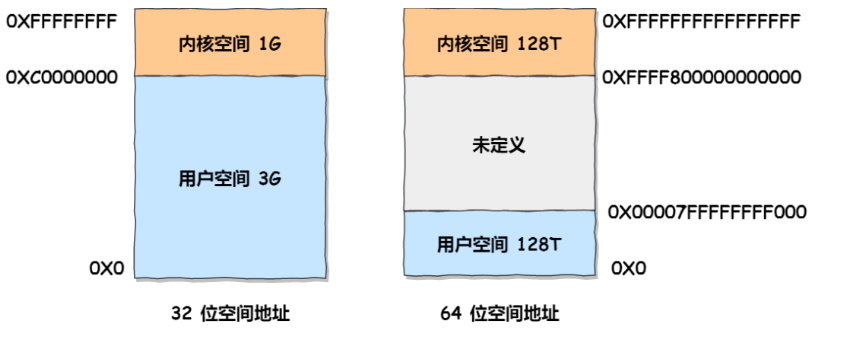 0XFFFFFFFF
内核空间 1G
0XC0000000
用户空间 3G
0X0
32 位空间地址
0XFFFFFFFFFFFFFFFF
内核空间 128T
0XFFFF800000000000
未定义
0X00007FFFFFFFF000
用户空间 128T
0X0
64 位空间地址